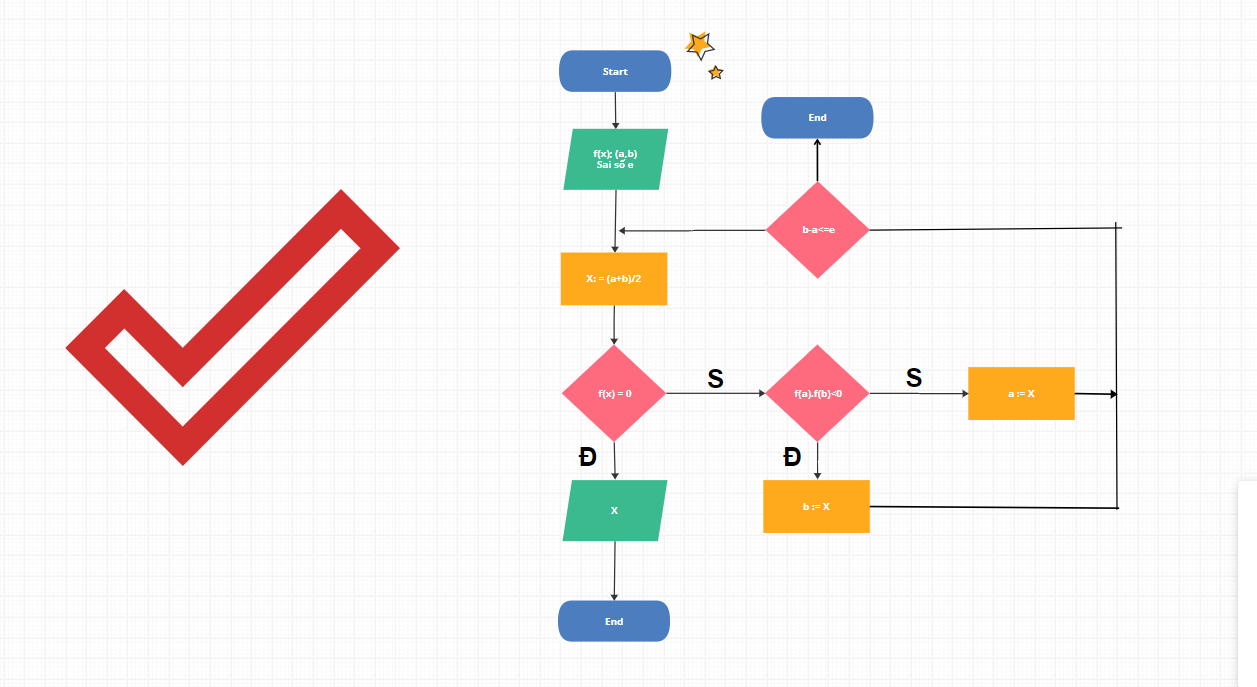 Start
f(x): (a,b)
Sai số e
End
b-a<=e
X: = (a+b)/2
f(x) = 0
S
f(a).f(b)<0
S
a := X
Đ
Đ
X
b := X
End